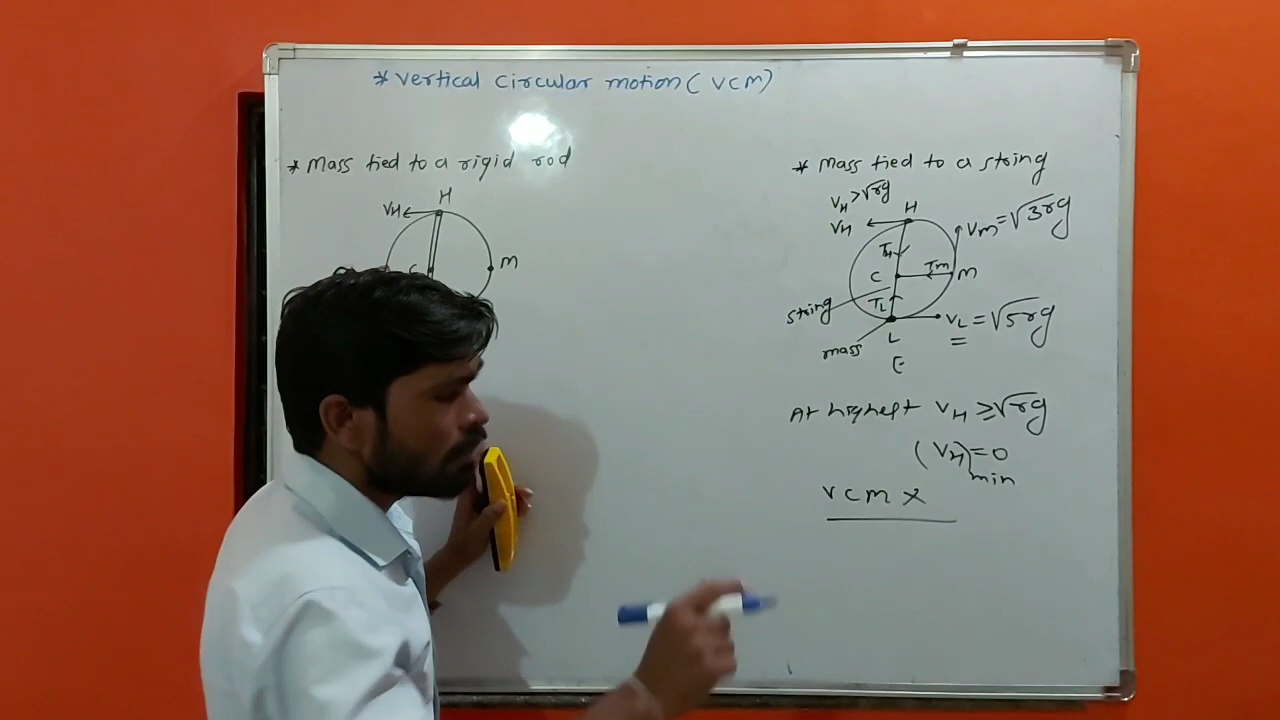 * Vertical Circular motion (VCM)
* Mass tied to a rigid rod
H
VH
M
C
* Mass tied to a string
VH > √rg
H
VH
VM = √3rg
TH
C
TM
M
string
TL
VL = √5rg
mass
L
E
At highest VH ≥ √rg
(VH)min = 0
VCM ×